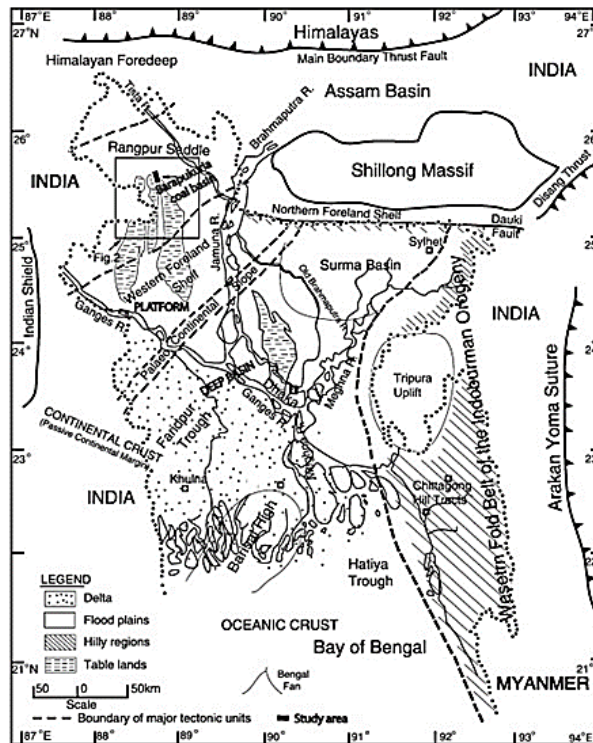 87°E 88° 89° 90° 91° 92° 93° 94°E
27°N
27°N
Himalayas
Main Boundary Thrust Fault
Himalayan Foredeep
INDIA
Assam Basin
Tista R.
Brahmaputra R.
26°
26°
Rangpur Saddle
Shillong Massif
INDIA
Barapukuria
coal basin
Disang Thrust
Northern Foreland Shelf
Dauki
Fault
25°
25°
Sylhet
Fig.2
Western Foreland
Shelf
Jamuna R.
Surma Basin
Indian Shield
PLATFORM
Slope
Old Brahmaputra R.
INDIA
Ganges R.
Palaeo Continental
24°
24°
DEEP BASIN
Dhaka
Meghna R.
Tripura
Uplift
Ganges R.
CONTINENTAL CRUST
(Passive Continental Margin)
Faridpur
Trough
23°
23°
Khulna
INDIA
Chittagong
Hill Tracts
Wasetrn Fold Belt of the Indoburman Orogeny
Arakan Yoma Suture
Barisal High
Hatiya
Trough
LEGEND
Delta
Flood plains
Hilly regions
Table lands
OCEANIC CRUST
Bay of Bengal
21°N
21°
Bengal
Fan
MYANMER
50 0 50km
Scale
Boundary of major tectonic units
Study area
88 89 90 91 92 93° 94°E